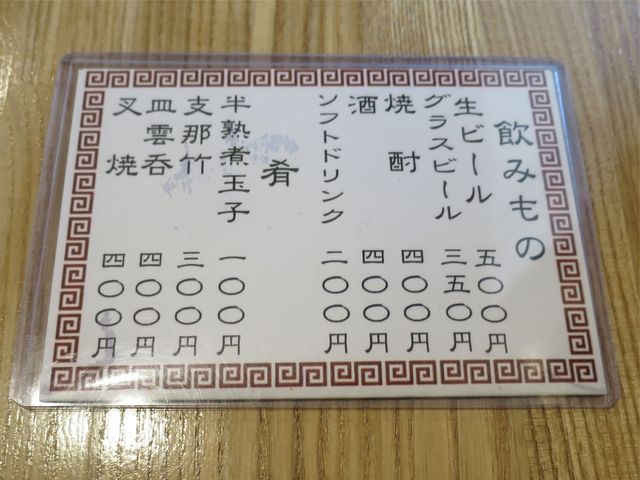 飲みもの
生ビール 五〇〇円
グラスビール 三五〇円
焼酎 四〇〇円
酒 四〇〇円
ソフトドリンク 二〇〇円
肴
半熟煮玉子 一〇〇円
支那竹 三〇〇円
皿雲呑 四〇〇円
叉焼 四〇〇円